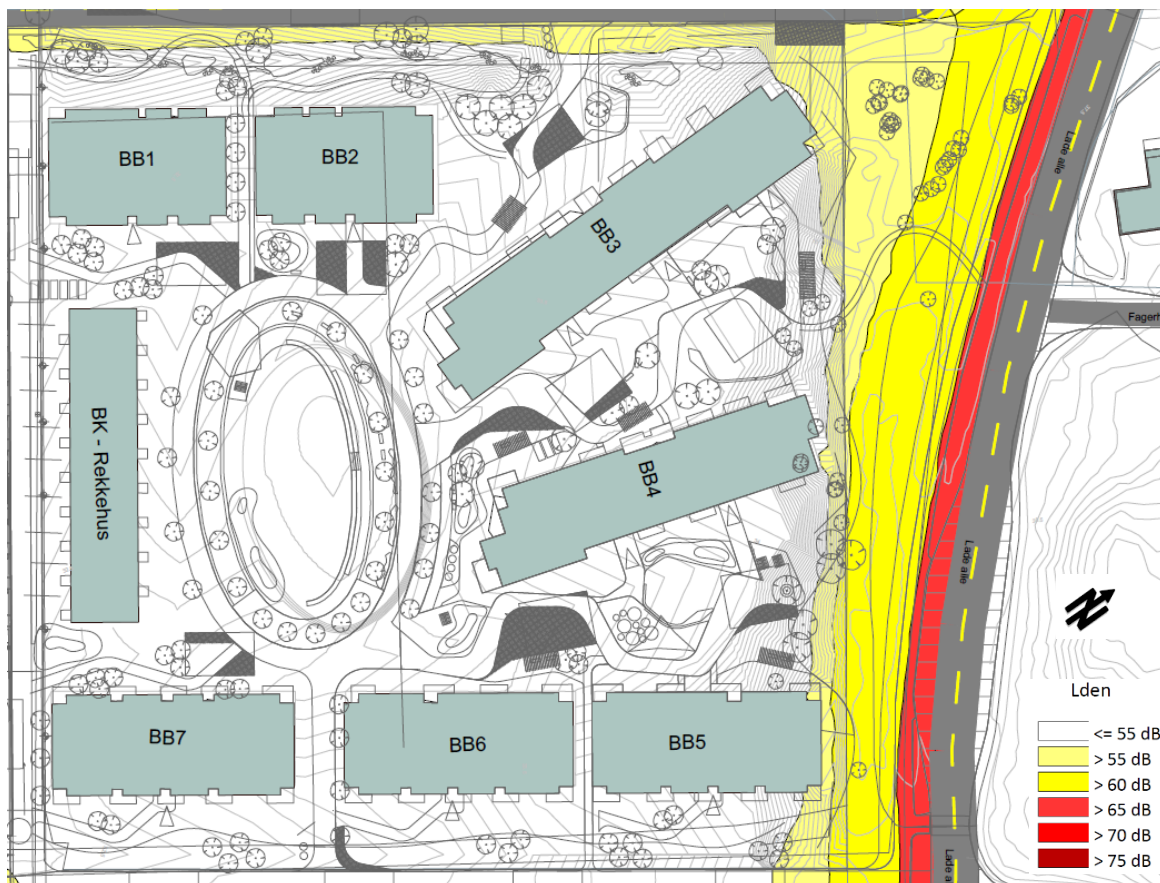 BB1
BB2
BB3
Lade alle
Fagerh
BK - Rekkehus
BB4
Lade alle
N
Lden
<= 55 dB
> 55 dB
> 60 dB
> 65 dB
> 70 dB
> 75 dB
BB7
BB6
BB5
Lade a